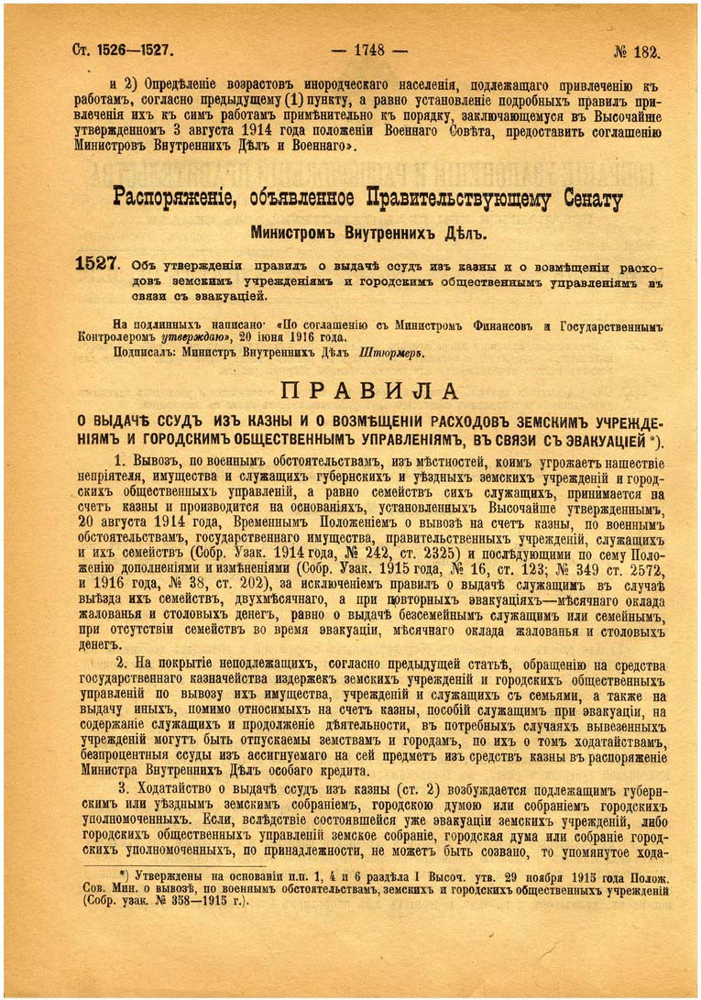 Ст. 1526—1527. — 1748 — № 182.
и 2) Опредѣленіе возрастовъ инородческаго населенія, подлежащаго привлеченію къ
работамъ, согласно предыдущему (1) пункту, а равно установленіе подробныхъ правилъ при-
влеченія ихъ къ симъ работамъ примѣнительно къ порядку, заключающемуся въ Высочайше
утвержденномъ 3 августа 1914 года положеніи Военнаго Совѣта, предоставить соглашенію
Министровъ Внутреннихъ Дѣлъ и Военнаго».
Распоряженіе, объявленное Правительствующему Сенату
Министромъ Внутреннихъ Дѣлъ.
1527. Объ утвержденіи правилъ о выдачѣ ссудъ изъ казны и о возмѣщеніи расхо-
довъ земскимъ учрежденіямъ и городскимъ общественнымъ управленіямъ въ
связи съ эвакуаціей.
На подлинныхъ написано· «По соглашенію съ Министромъ Финансовъ и Государственнымъ
Контролеромъ утверждаю», 20 іюня 1916 года.
Подписалъ: Министръ Внутреннихъ Дѣлъ Штюрмеръ.
ПРАВИЛА
О ВЫДАЧѢ ССУДЪ ИЗЪ КАЗНЫ И О ВОЗМѢЩЕНІИ РАСХОДОВЪ ЗЕМСКИМЪ УЧРЕЖДЕ-
НІЯМЪ И ГОРОДСКИМЪ ОБЩЕСТВЕННЫМЪ УПРАВЛЕНІЯМЪ, ВЪ СВЯЗИ СЪ ЭВАКУАЦІЕЙ *).
1. Вывозъ, по военнымъ обстоятельствамъ, изъ мѣстностей, коимъ угрожаетъ нашествіе
непріятеля, имущества и служащихъ губернскихъ и уѣздныхъ земскихъ учрежденій и город-
скихъ общественныхъ управленій, а равно семействъ сихъ служащихъ, принимается на
счетъ казны и производится на основаніяхъ, установленныхъ Высочайше утвержденнымъ,
20 августа 1914 года, Временнымъ Положеніемъ о вывозѣ на счетъ казны, по военнымъ
обстоятельствамъ, государственнаго имущества, правительственныхъ учрежденій, служащихъ
и ихъ семействъ (Собр. Узак. 1914 года, № 242, ст. 2325) и послѣдующими по сему Поло-
женію дополненіями и измѣненіями (Собр. Узак. 1915 года, № 16, ст. 123; № 349 ст. 2572,
и 1916 года, № 38, ст. 202), за исключеніемъ правилъ о выдачѣ служащимъ въ случаѣ
выѣзда ихъ семействъ, двухмѣсячнаго, а при повторныхъ эвакуаціяхъ—мѣсячнаго оклада
жалованья и столовыхъ денегъ, равно о выдачѣ безсемейнымъ служащимъ или семейнымъ,
при отсутствіи семействъ во время эвакуаціи, мѣсячнаго оклада жалованья и столовыхъ
денегъ.
2. На покрытіе неподлежащихъ, согласно предыдущей статьѣ, обращенію на средства
государственнаго казначейства издержекъ земскихъ учрежденій и городскихъ общественныхъ
управленій по вывозу ихъ имущества, учрежденій и служащихъ съ семьями, а также на
выдачу иныхъ, помимо относимыхъ на счетъ казны, пособій служащимъ при эвакуаціи, на
содержаніе служащихъ и продолженіе дѣятельности, въ потребныхъ случаяхъ вывезенныхъ
учрежденій могутъ быть отпускаемы земствамъ и городамъ, по ихъ о томъ ходатайствамъ,
безпроцентныя ссуды изъ ассигнуемаго на сей предметъ изъ средствъ казны въ распоряженіе
Министра Внутреннихъ Дѣлъ особаго кредита.
3. Ходатайство о выдачѣ ссудъ изъ казны (ст. 2) возбуждается подлежащимъ губерн-
скимъ или уѣзднымъ земскимъ собраніемъ, городскою думою или собраніемъ городскихъ
уполномоченныхъ. Если, вслѣдствіе состоявшейся уже эвакуаціи земскихъ учрежденій, либо
городскихъ общественныхъ управленій земское собраніе, городская дума или собраніе город-
скихъ уполномоченныхъ, по принадлежности, не можетъ быть созвано, то упомянутое хода-
*) Утверждены на основаніи п.п. 1, 4 и 6 раздѣла I Высоч. утв. 29 ноября 1915 года Полож.
Сов. Мин. о вывозѣ, по военнымъ обстоятельствамъ, земскихъ и городскихъ общественныхъ учрежденій
(Собр. узак. № 358—1915 г.).